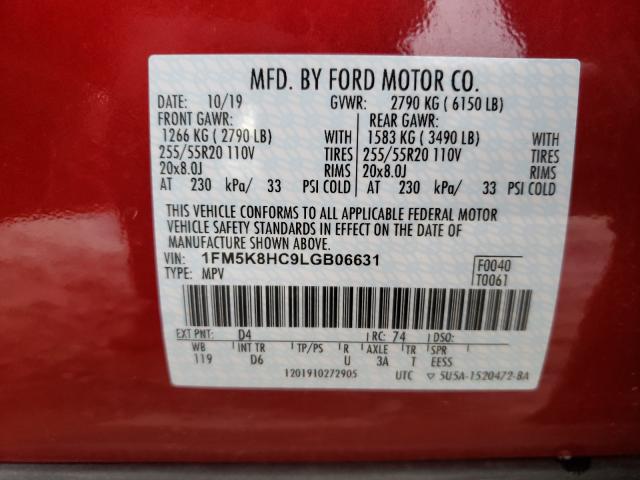 MFD. BY FORD MOTOR CO.
DATE: 10/19 GVWR: 2790 KG ( 6150 LB)
FRONT GAWR: REAR GAWR:
1266 KG ( 2790 LB) WITH 1583 KG ( 3490 LB) WITH
255/55R20 110V TIRES 255/55R20 110V TIRES
20x8.0J RIMS 20x8.0J RIMS
AT 230 kPa/ 33 PSI COLD AT 230 kPa/ 33 PSI COLD
THIS VEHICLE CONFORMS TO ALL APPLICABLE FEDERAL MOTOR
VEHICLE SAFETY STANDARDS IN EFFECT ON THE DATE OF
MANUFACTURE SHOWN ABOVE.
VIN: 1FM5K8HC9LGB06631 F0040
TYPE: MPV T0061
EXT PNT: D4 RC: 74 DSO:
WB INT TR TP/PS R AXLE TR SPR
119 D6 U 3A T EESS
1201910272905 UTC ▽ 5U5A-1520472-BA